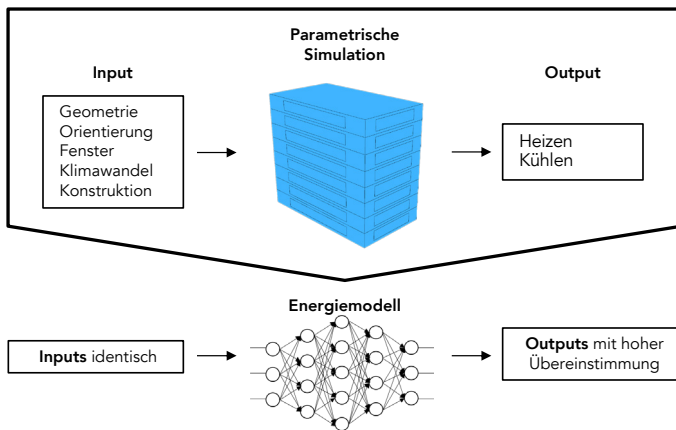 Parametrische
Simulation
Input
Output
Geometrie
Orientierung
Fenster
Klimawandel
Konstruktion
Heizen
Kühlen
Energiemodell
Inputs identisch
Outputs mit hoher
Übereinstimmung